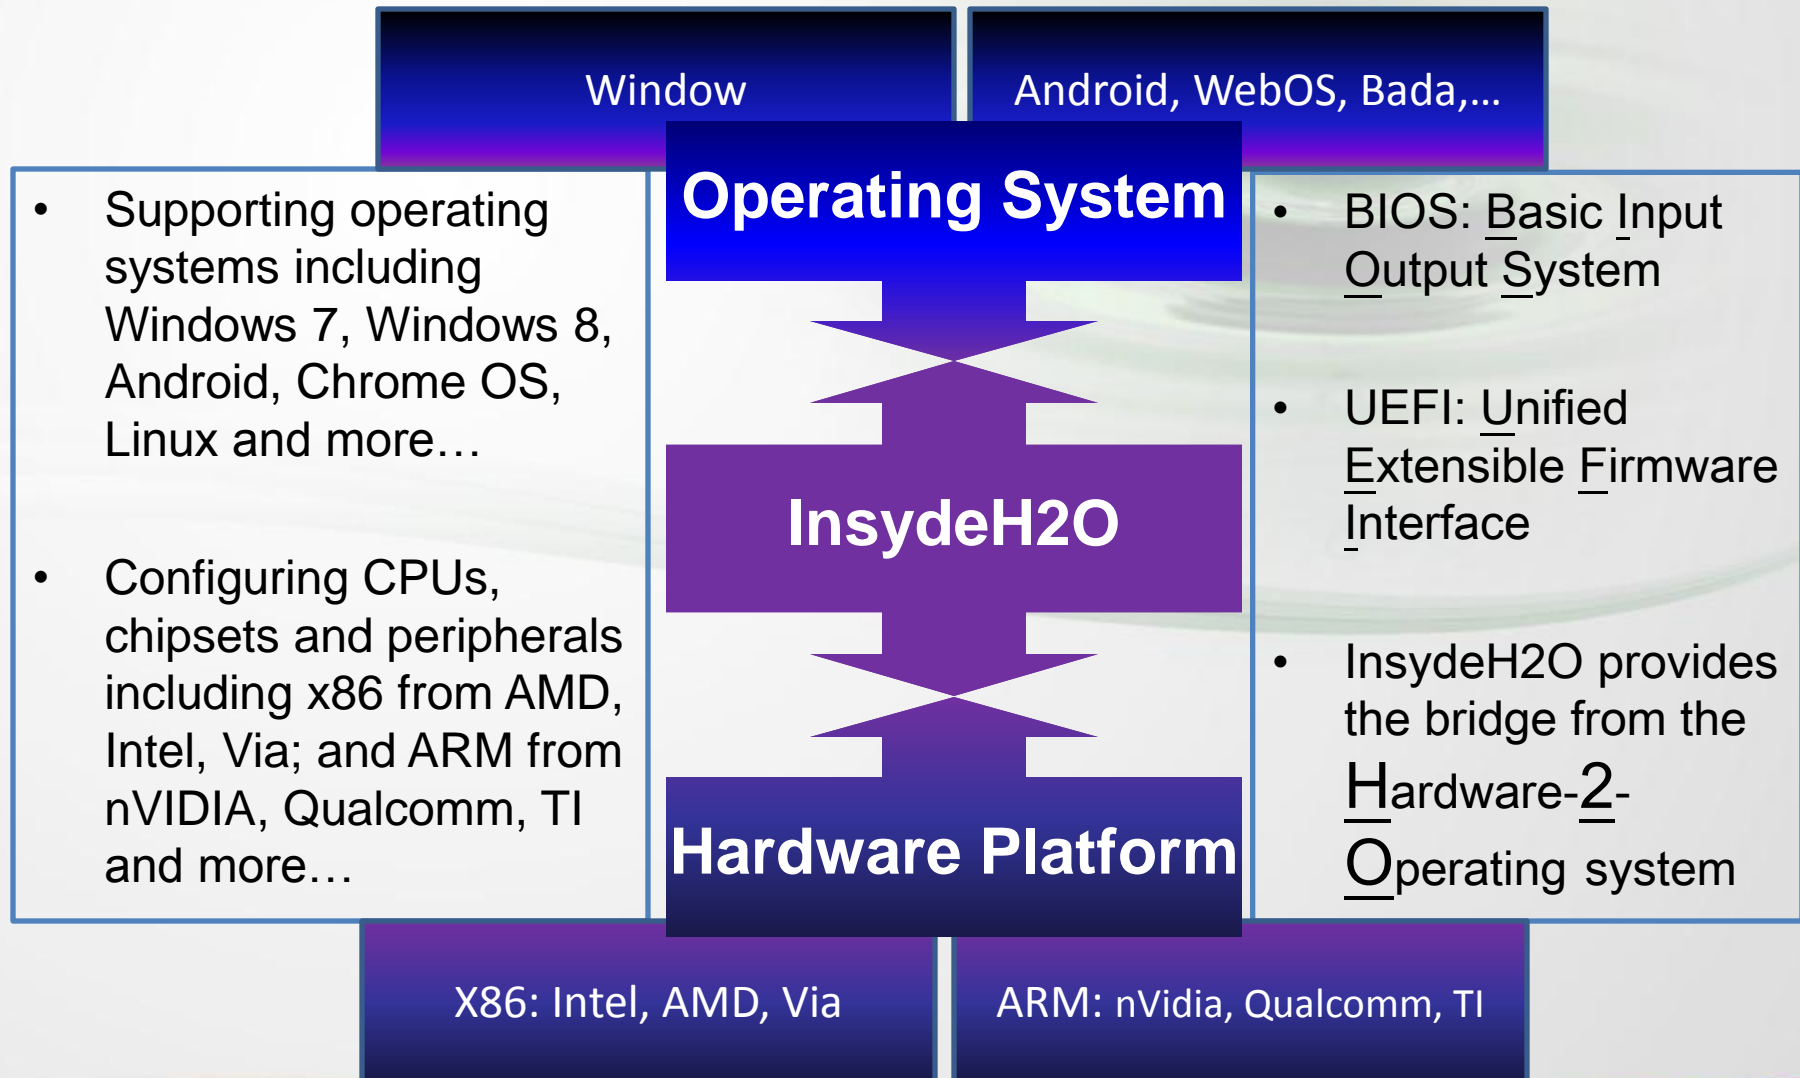 Window
Android, WebOS, Bada,...
Operating System
• Supporting operating
systems including
Windows 7, Windows 8,
Android, Chrome OS,
Linux and more…
• Configuring CPUs,
chipsets and peripherals
including x86 from AMD,
Intel, Via; and ARM from
nVIDIA, Qualcomm, TI
and more…
InsydeH2O
Hardware Platform
• BIOS: Basic Input
Output System
• UEFI: Unified
Extensible Firmware
Interface
• InsydeH2O provides
the bridge from the
Hardware-2-
Operating system
X86: Intel, AMD, Via
ARM: nVidia, Qualcomm, TI